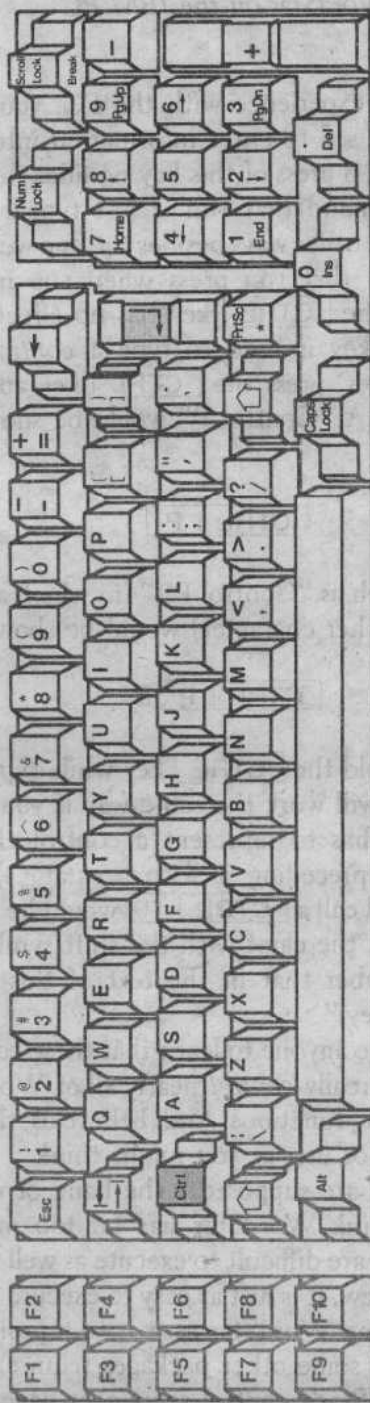 F1 F2 Esc ! 1 @ 2 # 3 $ 4 % 5 ^ 6 & 7 * 8 9 ) 0 _ - + = ← Num Lock Scroll Lock Break
F3 F4 Q W E R T Y U I O P { [ } ] 7 Home 8 ↑ 9 PgUp −
F5 F6 Ctrl A S D F G H J K L : ; " ' 4 ← 5 6 +
F7 F8 ⇧ \ Z X C V B N M < , > . ? / ⇧ PrtSc * 1 End 2 ↓ 3 PgDn
F9 F10 Alt Caps Lock 0 Ins . Del